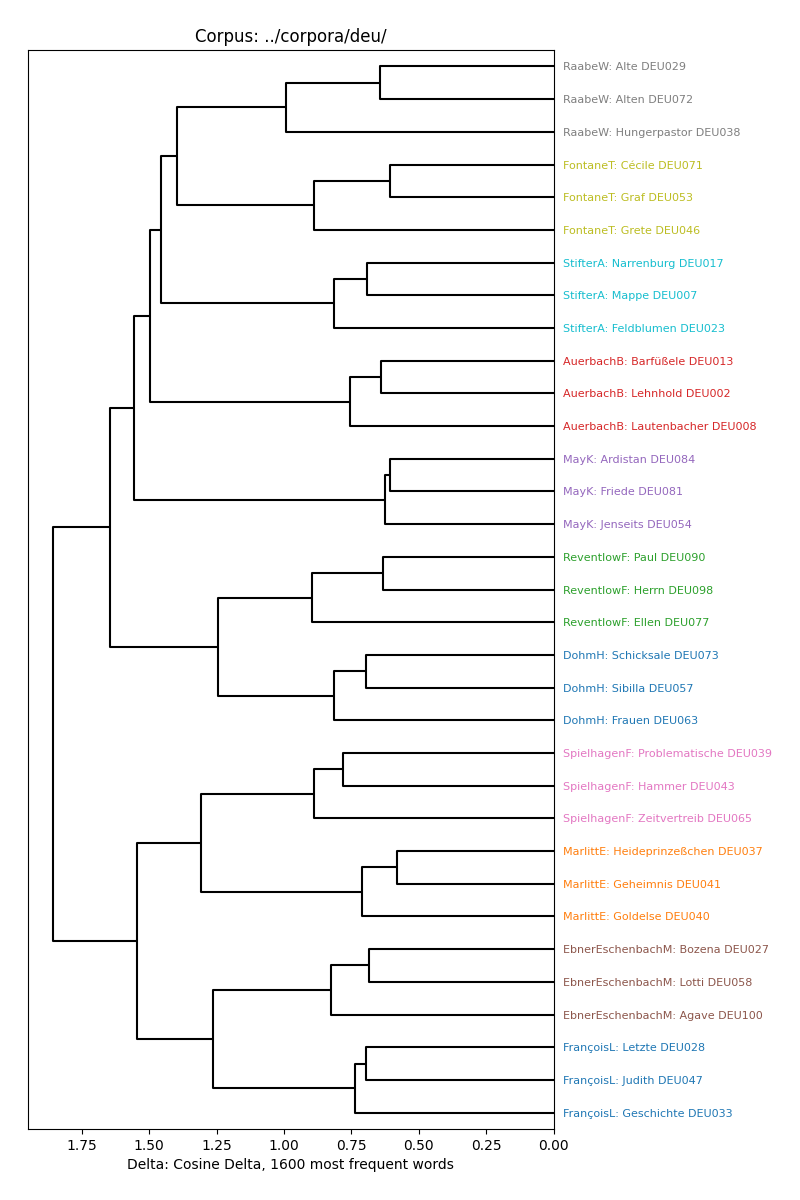 Corpus: ../corpora/deu/
RaabeW: Alte DEU029
RaabeW: Alten DEU072
RaabeW: Hungerpastor DEU038
FontaneT: Cécile DEU071
FontaneT: Graf DEU053
FontaneT: Grete DEU046
StifterA: Narrenburg DEU017
StifterA: Mappe DEU007
StifterA: Feldblumen DEU023
AuerbachB: Barfüßele DEU013
AuerbachB: Lehnhold DEU002
AuerbachB: Lautenbacher DEU008
MayK: Ardistan DEU084
MayK: Friede DEU081
MayK: Jenseits DEU054
ReventlowF: Paul DEU090
ReventlowF: Herrn DEU098
ReventlowF: Ellen DEU077
DohmH: Schicksale DEU073
DohmH: Sibilla DEU057
DohmH: Frauen DEU063
SpielhagenF: Problematische DEU039
SpielhagenF: Hammer DEU043
SpielhagenF: Zeitvertreib DEU065
MarlittE: Heideprinzeßchen DEU037
MarlittE: Geheimnis DEU041
MarlittE: Goldelse DEU040
EbnerEschenbachM: Bozena DEU027
EbnerEschenbachM: Lotti DEU058
EbnerEschenbachM: Agave DEU100
FrançoisL: Letzte DEU028
FrançoisL: Judith DEU047
FrançoisL: Geschichte DEU033
1.75 1.50 1.25 1.00 0.75 0.50 0.25 0.00
Delta: Cosine Delta, 1600 most frequent words